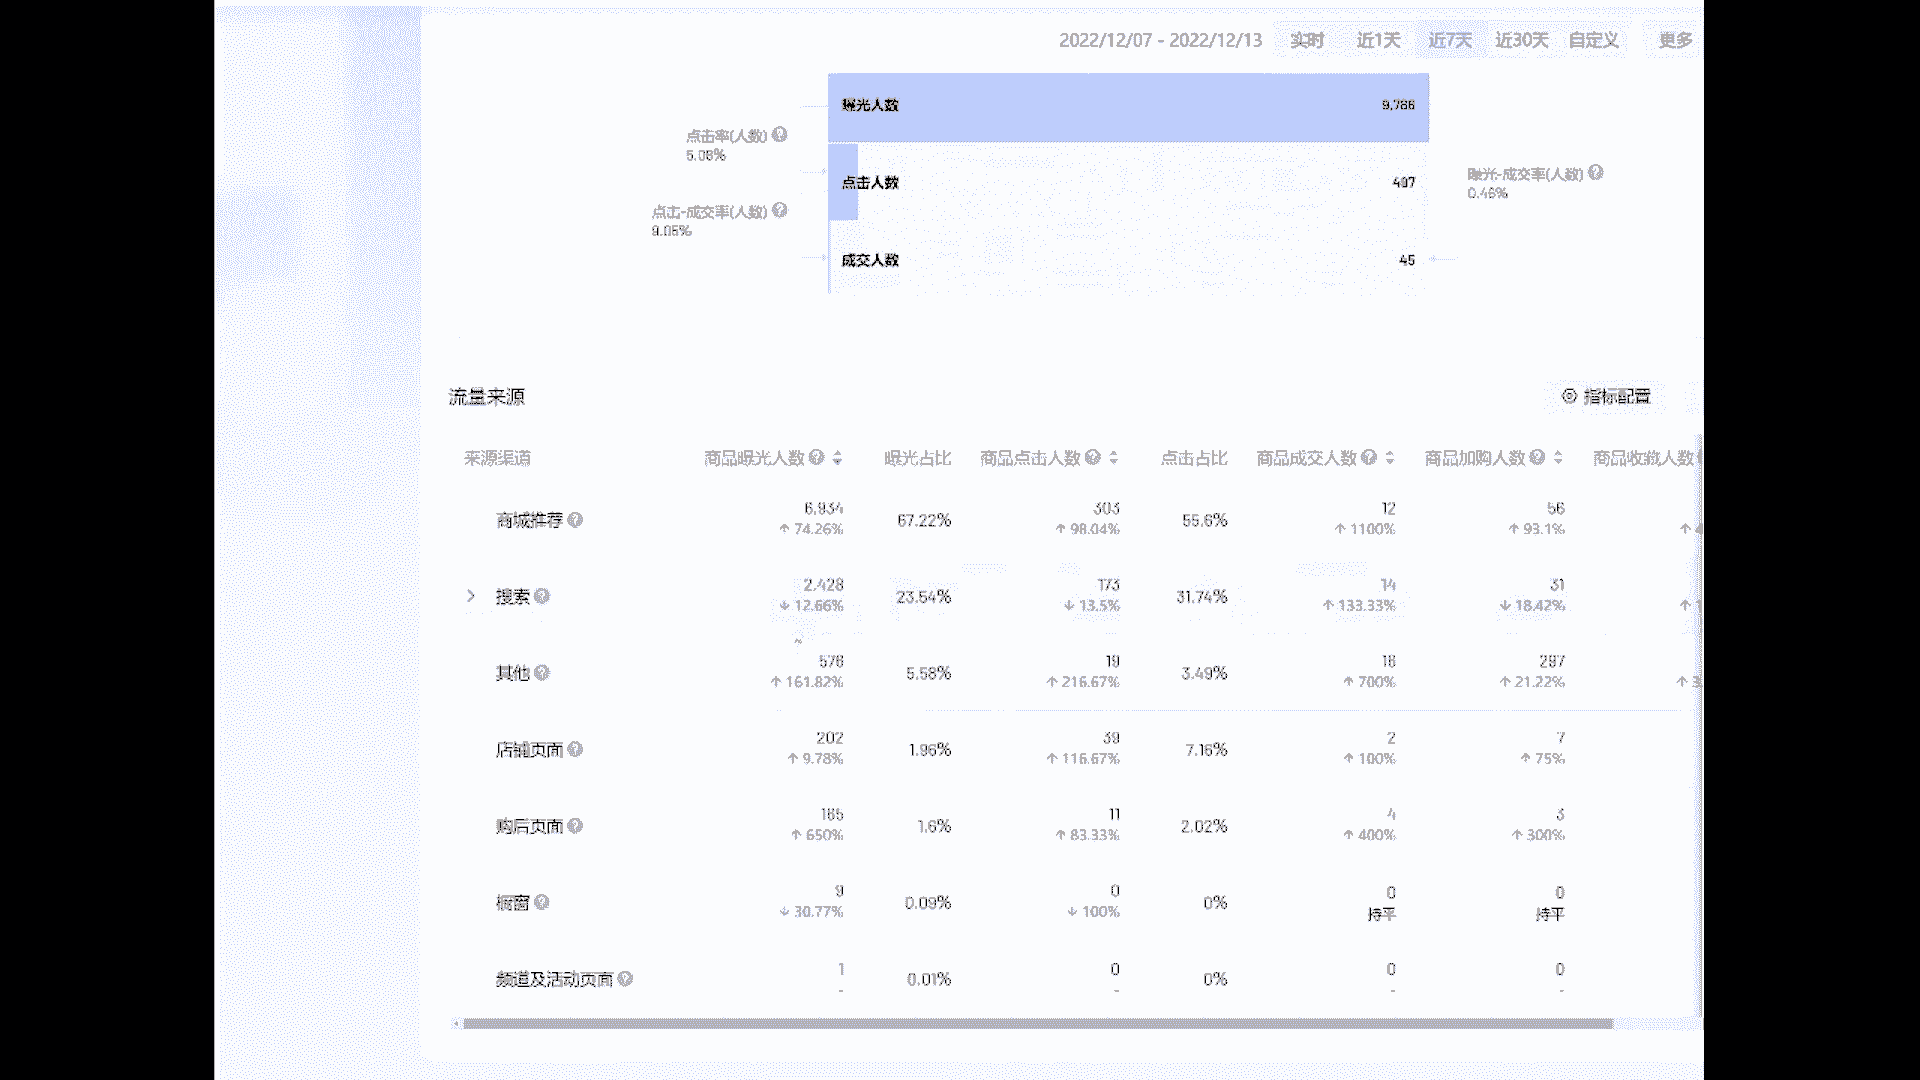 2022/12/07 - 2022/12/13 实时 近1天 近7天 近30天 自定义 更多
曝光人数 9,786
点击率(人数)
5.08%
点击人数 497
曝光-成交率(人数)
0.46%
点击-成交率(人数)
9.05%
成交人数 45
流量来源 指标配置
来源渠道 商品曝光人数 曝光占比 商品点击人数 点击占比 商品成交人数 商品加购人数 商品收藏人数
商城推荐 6,934 67.22% 303 55.6% 12 56
↑ 74.26% ↑ 98.04% ↑ 1100% ↑ 93.1%
搜索 2,428 23.54% 173 31.74% 14 31
↓ 12.66% ↓ 13.5% ↑ 133.33% ↓ 18.42%
其他 576 5.58% 19 3.49% 16 297
↑ 161.82% ↑ 216.67% ↑ 700% ↑ 21.22%
店铺页面 202 1.96% 39 7.16% 2 7
↑ 9.78% ↑ 116.67% ↑ 100% ↑ 75%
购后页面 165 1.6% 11 2.02% 4 3
↑ 650% ↑ 83.33% ↑ 400% ↑ 300%
橱窗 9 0.09% 0 0% 0 0
↓ 30.77% ↓ 100% 持平 持平
频道及活动页面 1 0.01% 0 0% 0 0
- - - -